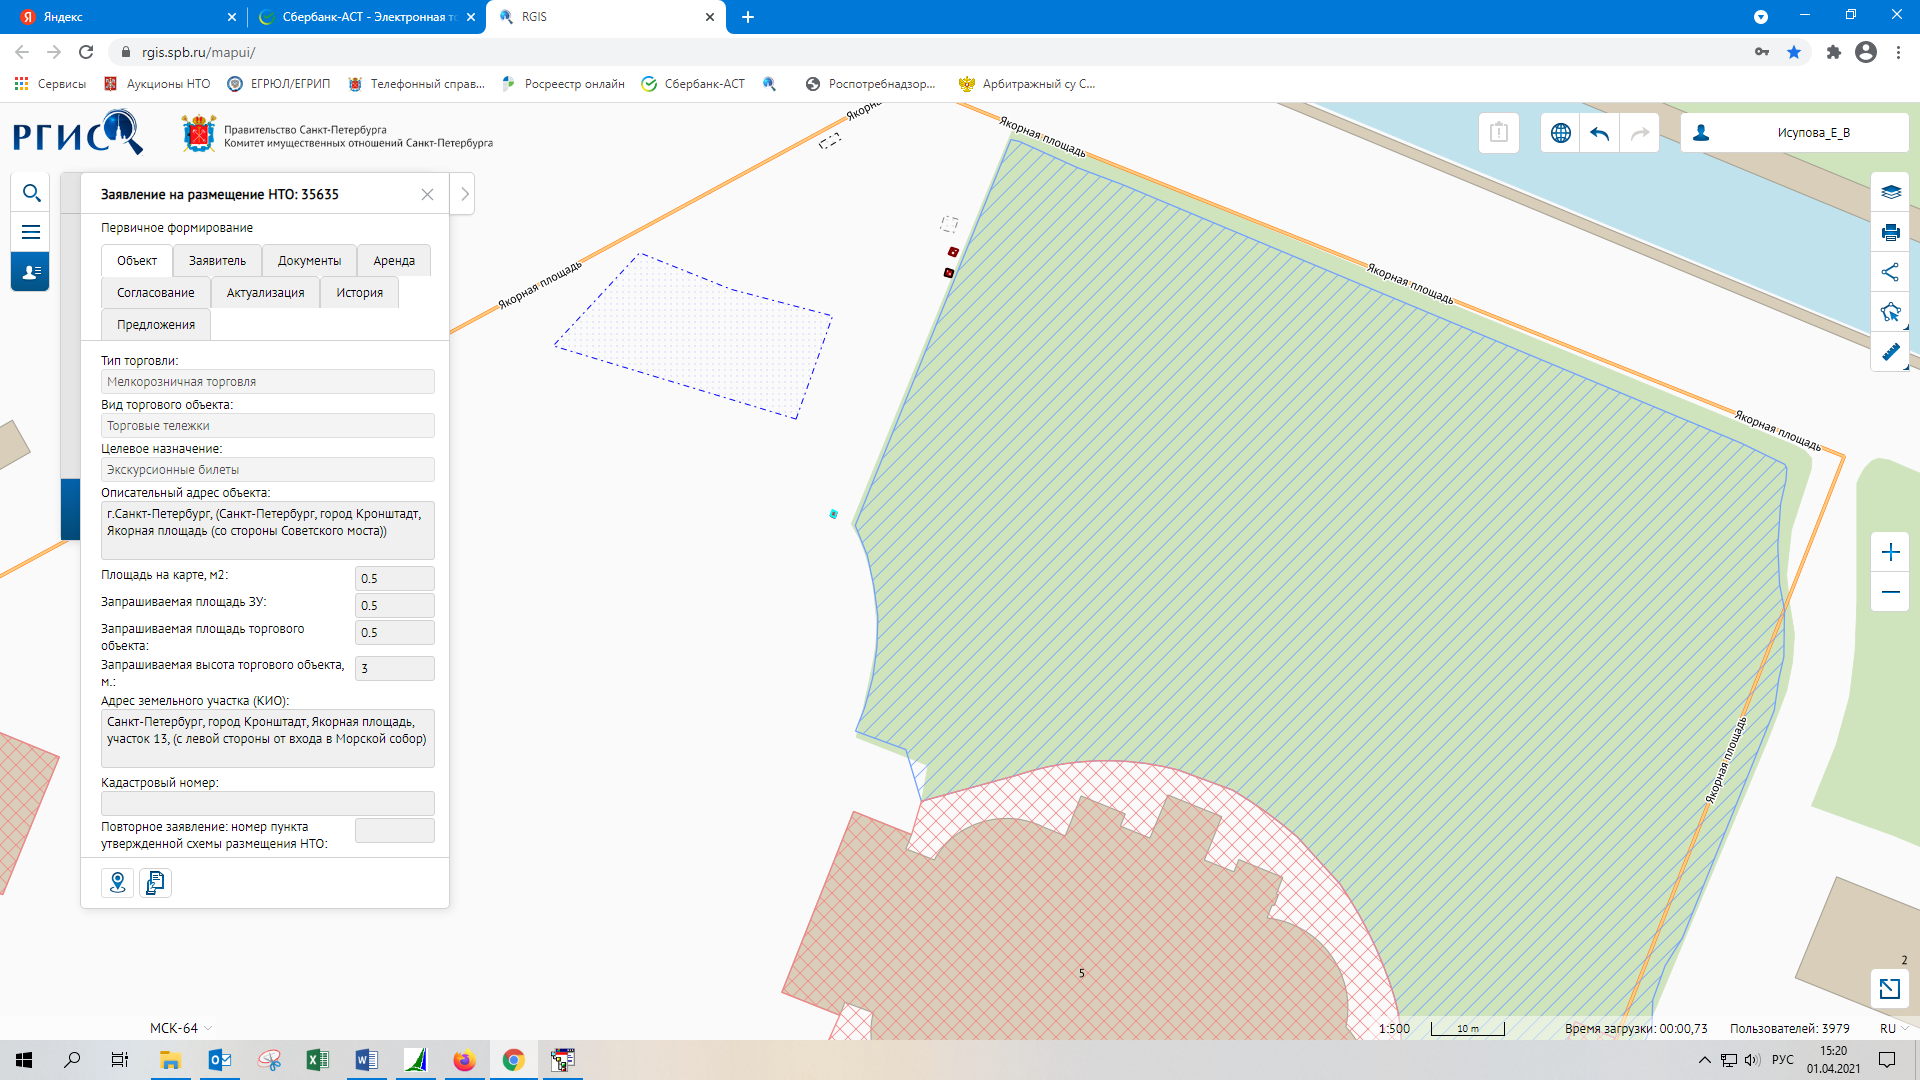 Яндекс
Сбербанк-АСТ - Электронная то
RGIS
rgis.spb.ru/mapui/
Сервисы
Аукционы НТО
ЕГРЮЛ/ЕГРИП
Телефонный справ...
Росреестр онлайн
Сбербанк-АСТ
Роспотребнадзор...
Арбитражный су С...
РГИС
Правительство Санкт-Петербурга
Комитет имущественных отношений Санкт-Петербурга
Исупова_Е_В
Заявление на размещение НТО: 35635
Первичное формирование
Объект
Заявитель
Документы
Аренда
Согласование
Актуализация
История
Предложения
Тип торговли:
Мелкорозничная торговля
Вид торгового объекта:
Торговые тележки
Целевое назначение:
Экскурсионные билеты
Описательный адрес объекта:
г.Санкт-Петербург, (Санкт-Петербург, город Кронштадт,
Якорная площадь (со стороны Советского моста))
Площадь на карте, м2:
0.5
Запрашиваемая площадь ЗУ:
0.5
Запрашиваемая площадь торгового
объекта:
0.5
Запрашиваемая высота торгового объекта,
м.:
3
Адрес земельного участка (КИО):
Санкт-Петербург, город Кронштадт, Якорная площадь,
участок 13, (с левой стороны от входа в Морской собор)
Кадастровый номер:
Повторное заявление: номер пункта
утвержденной схемы размещения НТО:
Якорная
Якорная площадь
Якорная площадь
Якорная площадь
Якорная площадь
Якорная площадь
5
2
МСК-64
1:500
10 m
Время загрузки: 00:00,73
Пользователей: 3979
RU
РУС
15:20
01.04.2021